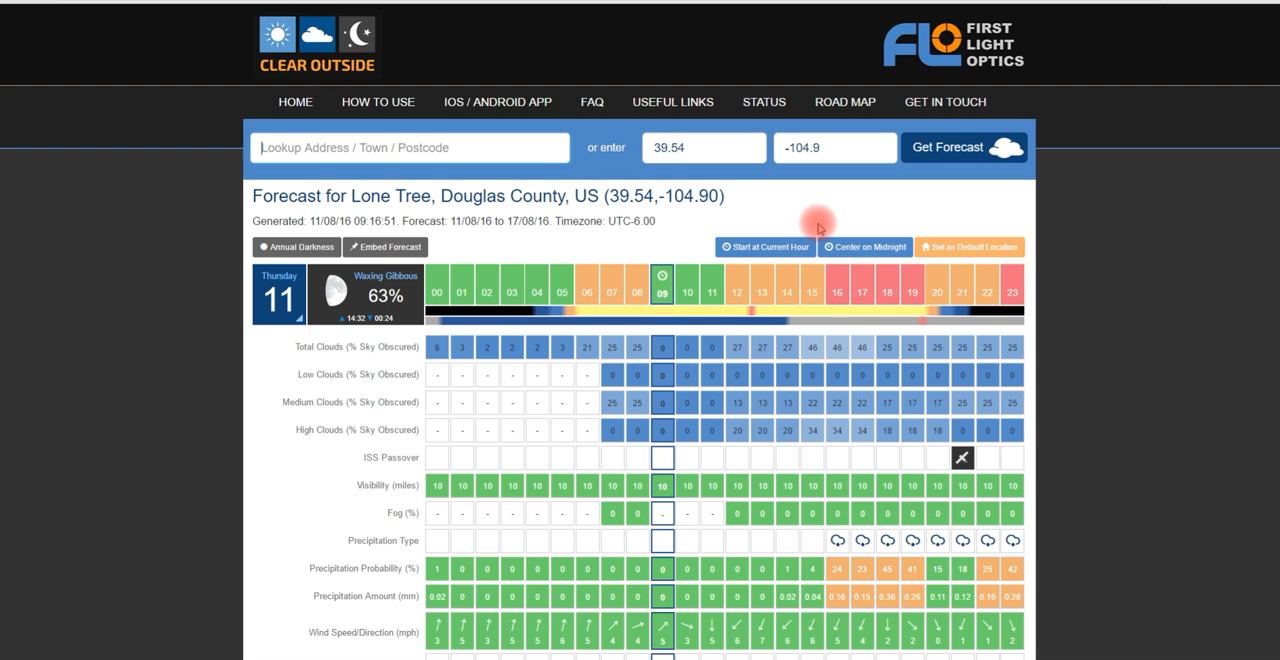 CLEAR OUTSIDE
FIRST
LIGHT
OPTICS
HOME HOW TO USE IOS / ANDROID APP FAQ USEFUL LINKS STATUS ROAD MAP GET IN TOUCH
Lookup Address / Town / Postcode or enter 39.54 -104.9 Get Forecast
Forecast for Lone Tree, Douglas County, US (39.54,-104.90)
Generated: 11/08/16 09:16:51. Forecast: 11/08/16 to 17/08/16. Timezone: UTC-6.00
Annual Darkness Embed Forecast Start at Current Hour Center on Midnight Set as Default Location
Thursday
11
Waxing Gibbous
63%
14:32 00:24
00 01 02 03 04 05 06 07 08 09 10 11 12 13 14 15 16 17 18 19 20 21 22 23
Total Clouds (% Sky Obscured) 6 3 2 2 2 3 21 25 25 0 0 0 27 27 27 46 46 46 25 25 25 25 25 25
Low Clouds (% Sky Obscured) - - - - - - - 0 0 0 0 0 0 0 0 0 0 0 0 0 0 0 0 0
Medium Clouds (% Sky Obscured) - - - - - - - 25 25 0 0 0 13 13 13 22 22 22 17 17 17 25 25 25
High Clouds (% Sky Obscured) - - - - - - - 0 0 0 0 0 20 20 20 34 34 34 18 18 18 0 0 0
ISS Passover
Visibility (miles) 10 10 10 10 10 10 10 10 10 10 10 10 10 10 10 10 10 10 10 10 10 10 10 10
Fog (%) - - - - - - - 0 0 - - - 0 0 0 0 0 0 0 0 0 0 0 0
Precipitation Type
Precipitation Probability (%) 1 0 0 0 0 0 0 0 0 0 0 0 0 0 1 4 24 23 45 41 15 18 25 42
Precipitation Amount (mm) 0.02 0 0 0 0 0 0 0 0 0 0 0 0 0 0.02 0.04 0.16 0.15 0.36 0.26 0.11 0.12 0.16 0.28
Wind Speed/Direction (mph) 3 5 3 5 5 6 5 4 4 5 3 5 6 7 6 6 5 4 2 2 0 1 1 2